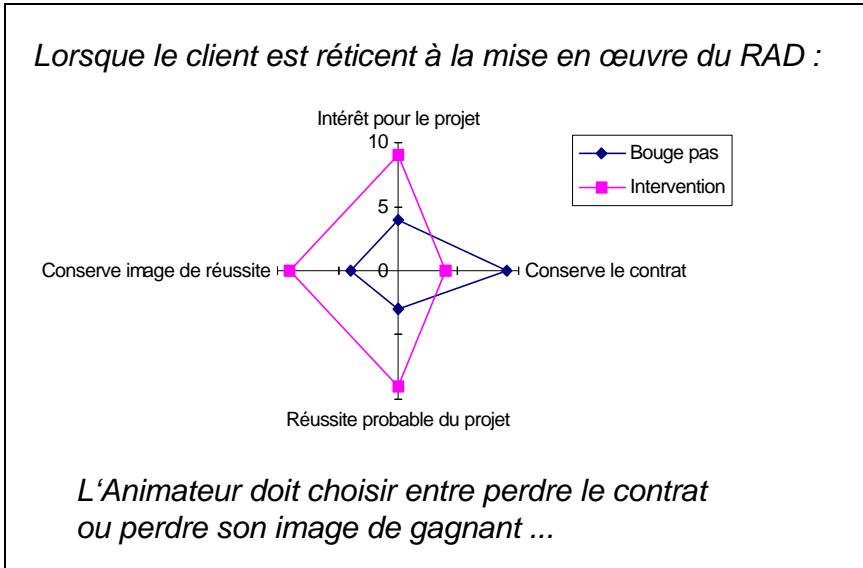 Lorsque le client est réticent à la mise en œuvre du RAD :
Intérêt pour le projet
10
Bouge pas
Intervention
5
Conserve image de réussite
0
Conserve le contrat
Réussite probable du projet
L‘Animateur doit choisir entre perdre le contrat
ou perdre son image de gagnant ...